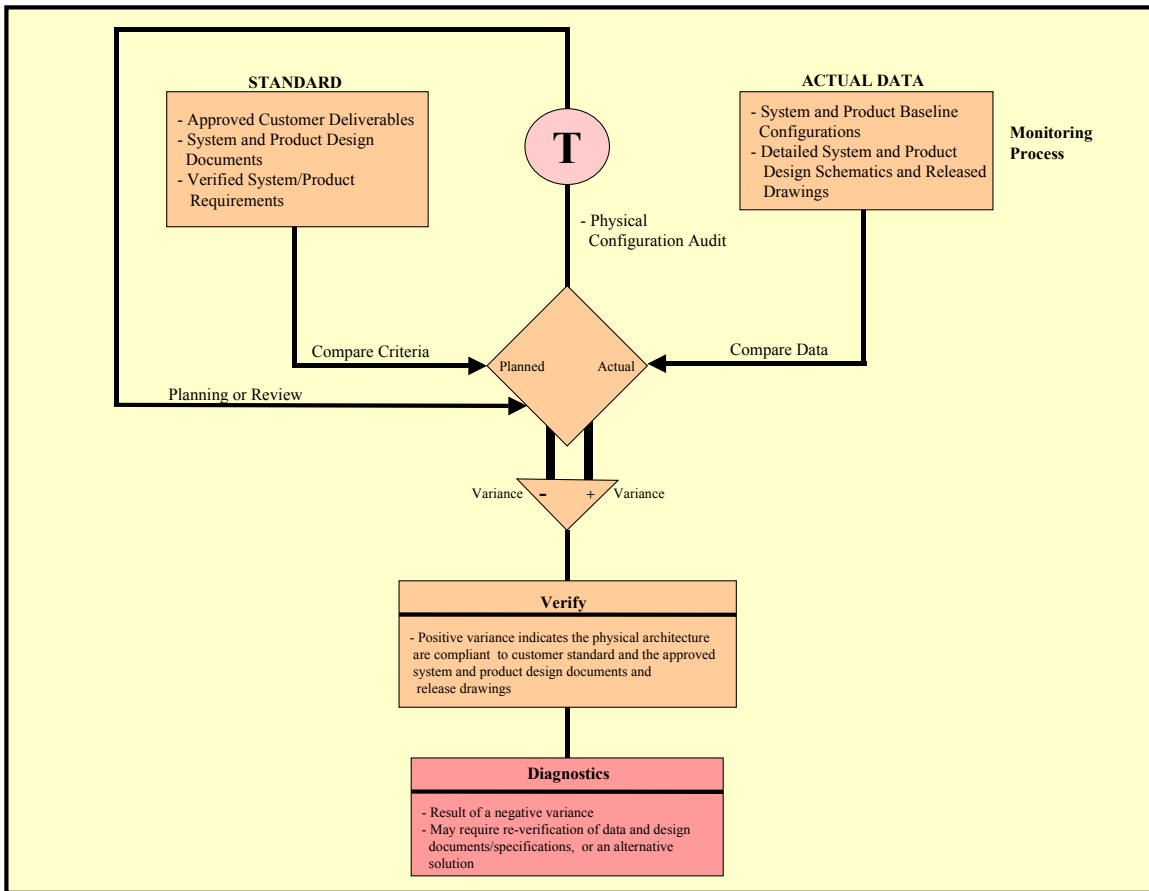 STANDARD
- Approved Customer Deliverables
- System and Product Design
Documents
- Verified System/Product
Requirements
T
- Physical
Configuration Audit
ACTUAL DATA
- System and Product Baseline
Configurations
- Detailed System and Product
Design Schematics and Released
Drawings
Monitoring
Process
Compare Criteria
Planned
Actual
Compare Data
Planning or Review
Variance
-
+
Variance
Verify
- Positive variance indicates the physical architecture
are compliant to customer standard and the approved
system and product design documents and
release drawings
Diagnostics
- Result of a negative variance
- May require re-verification of data and design
documents/specifications, or an alternative
solution